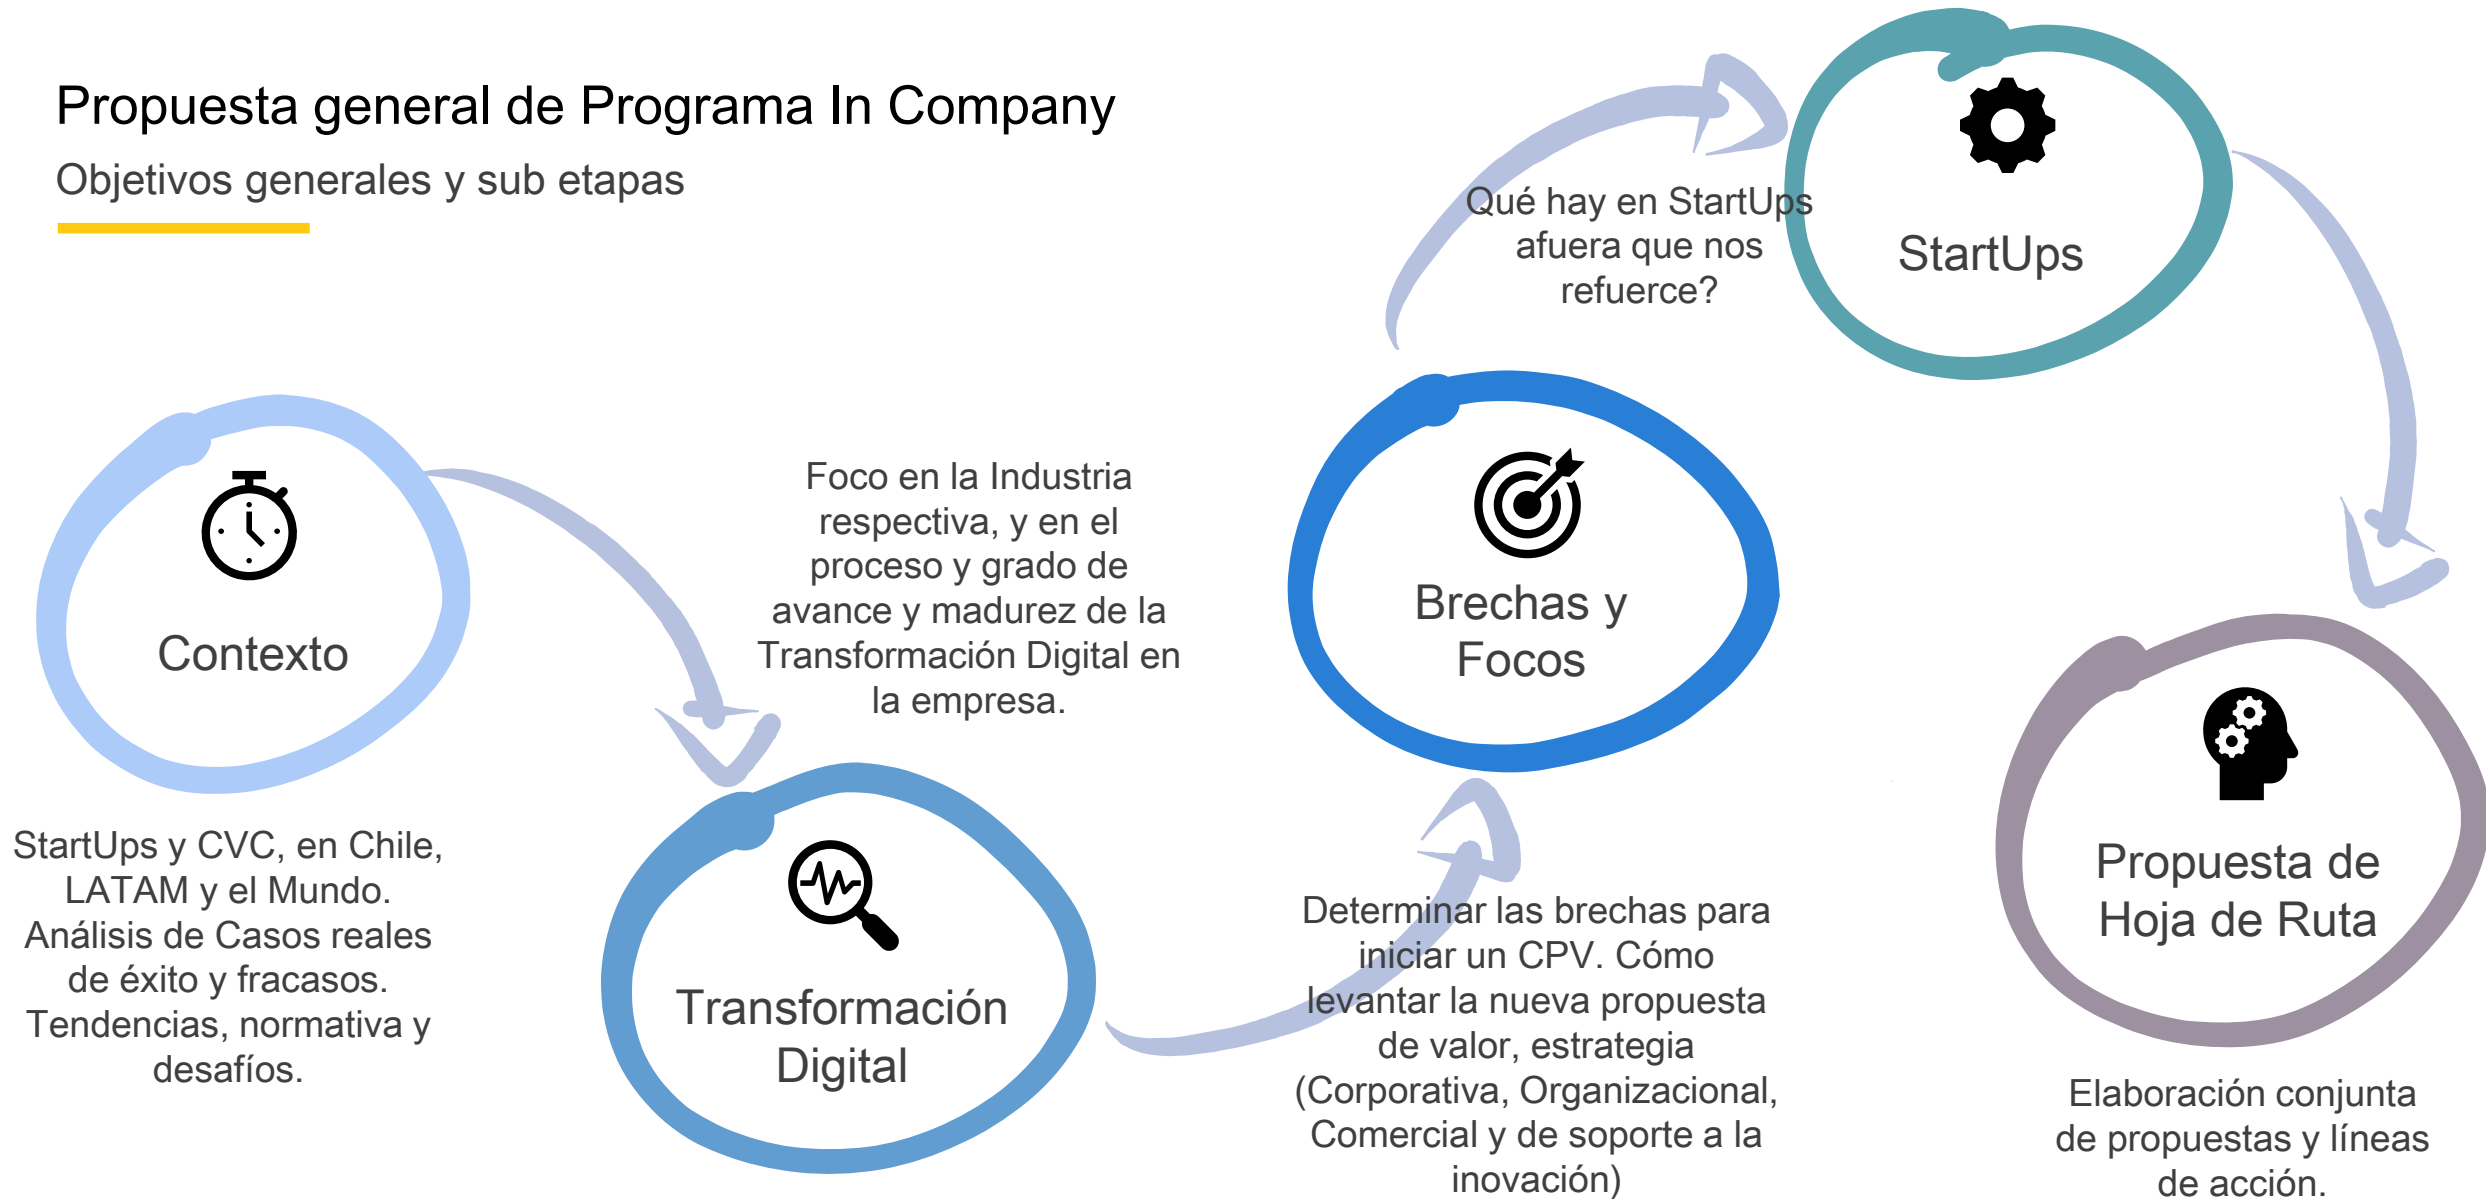 Propuesta general de Programa In Company
Objetivos generales y sub etapas
Contexto
StartUps y CVC, en Chile,
LATAM y el Mundo.
Análisis de Casos reales
de éxito y fracasos.
Tendencias, normativa y
desafíos.
Foco en la Industria
respectiva, y en el
proceso y grado de
avance y madurez de la
Transformación Digital en
la empresa.
Transformación
Digital
Brechas y
Focos
Determinar las brechas para
iniciar un CPV. Cómo
levantar la nueva propuesta
de valor, estrategia
(Corporativa, Organizacional,
Comercial y de soporte a la
inovación)
Qué hay en StartUps
afuera que nos
refuerce?
StartUps
Propuesta de
Hoja de Ruta
Elaboración conjunta
de propuestas y líneas
de acción.